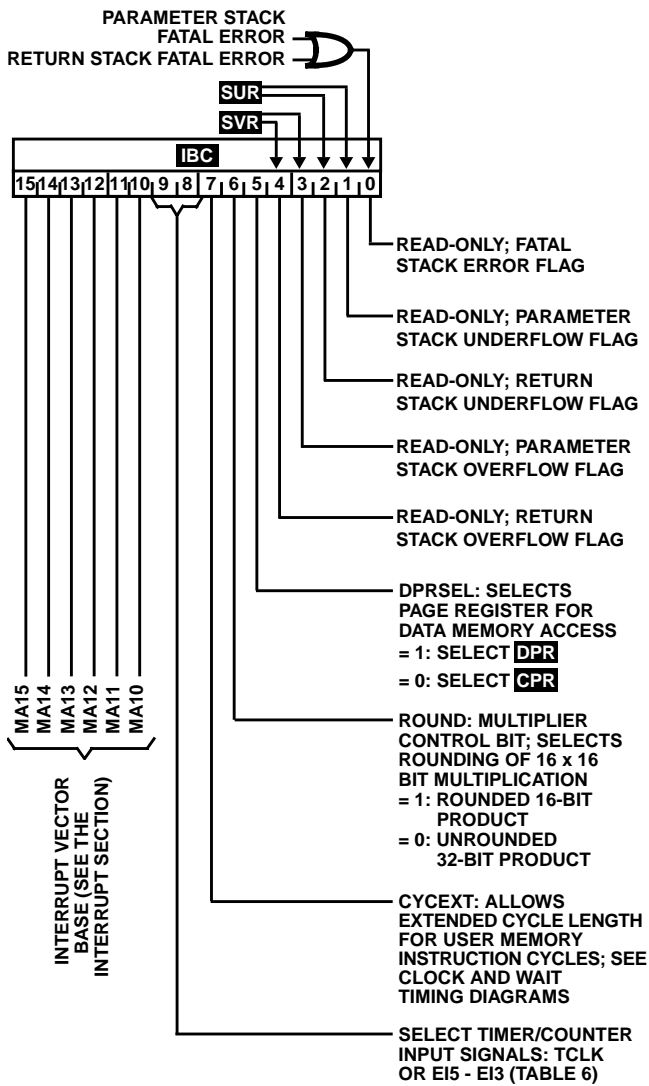 PARAMETER STACK
FATAL ERROR
RETURN STACK FATAL ERROR
SUR
SVR
IBC
15 14 13 12 11 10 9 8 7 6 5 4 3 2 1 0
READ-ONLY; FATAL
STACK ERROR FLAG
READ-ONLY; PARAMETER
STACK UNDERFLOW FLAG
READ-ONLY; RETURN
STACK UNDERFLOW FLAG
READ-ONLY; PARAMETER
STACK OVERFLOW FLAG
READ-ONLY; RETURN
STACK OVERFLOW FLAG
DPRSEL: SELECTS
PAGE REGISTER FOR
DATA MEMORY ACCESS
= 1: SELECT DPR
= 0: SELECT CPR
MA15
MA14
MA13
MA12
MA11
MA10
INTERRUPT VECTOR
BASE (SEE THE
INTERRUPT SECTION)
ROUND: MULTIPLIER
CONTROL BIT; SELECTS
ROUNDING OF 16 x 16
BIT MULTIPLICATION
= 1: ROUNDED 16-BIT
PRODUCT
= 0: UNROUNDED
32-BIT PRODUCT
CYCEXT: ALLOWS
EXTENDED CYCLE LENGTH
FOR USER MEMORY
INSTRUCTION CYCLES; SEE
CLOCK AND WAIT
TIMING DIAGRAMS
SELECT TIMER/COUNTER
INPUT SIGNALS: TCLK
OR EI5 - EI3 (TABLE 6)